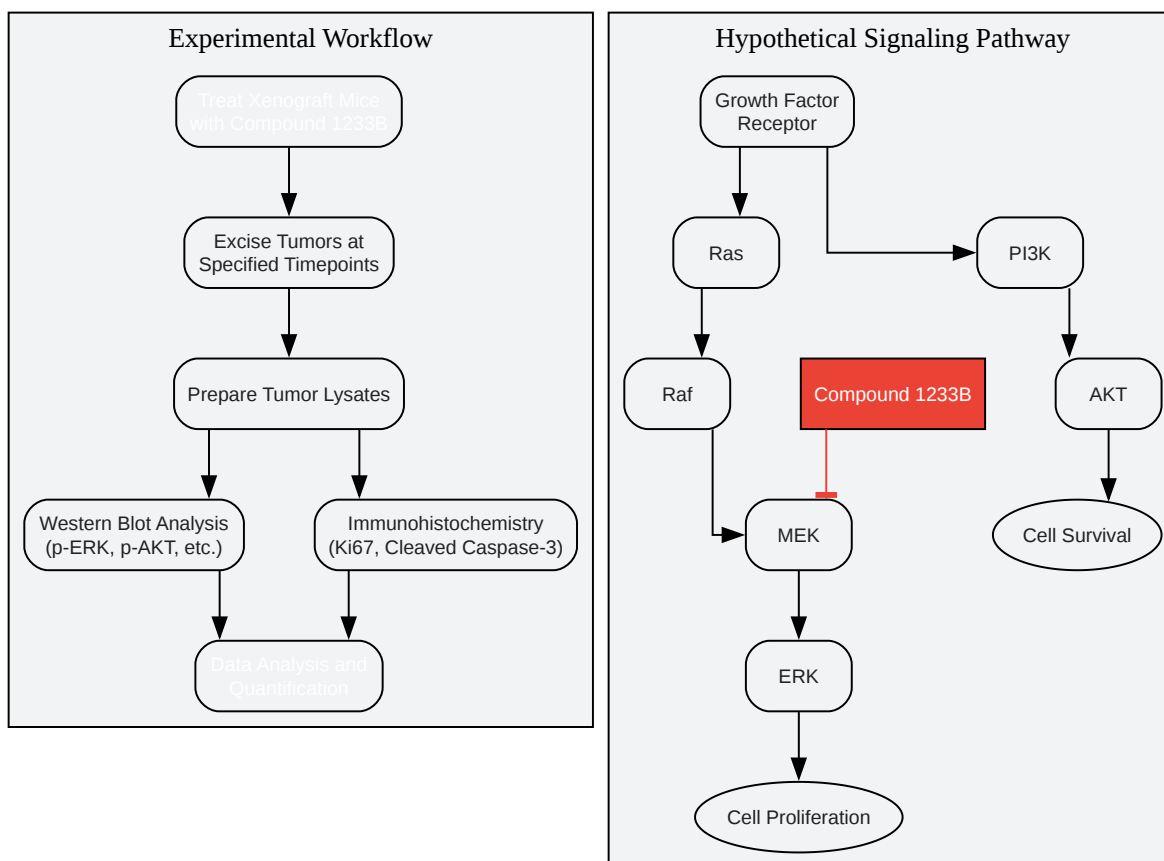 Experimental Workflow
Treat Xenograft Mice
with Compound 1233B
Excise Tumors at
Specified Timepoints
Prepare Tumor Lysates
Western Blot Analysis
(p-ERK, p-AKT, etc.)
Immunohistochemistry
(Ki67, Cleaved Caspase-3)
Data Analysis and
Quantification
Hypothetical Signaling Pathway
Growth Factor
Receptor
Ras
PI3K
Raf
Compound 1233B
AKT
MEK
Cell Survival
ERK
Cell Proliferation